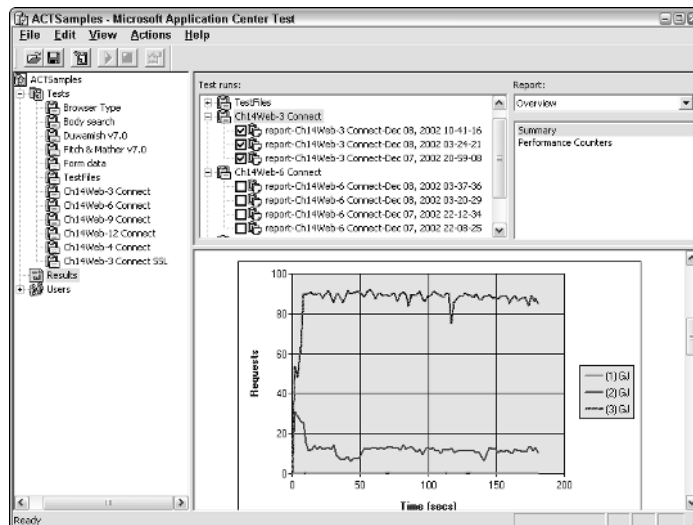 ACTSamples - Microsoft Application Center Test
File Edit View Actions Help
ACTSamples
Tests
Browser Type
Body search
Duwamish v7.0
Fitch & Mather v7.0
Form data
TestFiles
Ch14Web-3 Connect
Ch14Web-6 Connect
Ch14Web-9 Connect
Ch14Web-12 Connect
Ch14Web-4 Connect
Ch14Web-3 Connect SSL
Results
Users
Test runs:
TestFiles
Ch14Web-3 Connect
report-Ch14Web-3 Connect-Dec 08, 2002 10-41-16
report-Ch14Web-3 Connect-Dec 08, 2002 03-24-21
report-Ch14Web-3 Connect-Dec 07, 2002 20-59-08
Ch14Web-6 Connect
report-Ch14Web-6 Connect-Dec 08, 2002 03-37-36
report-Ch14Web-6 Connect-Dec 08, 2002 03-20-29
report-Ch14Web-6 Connect-Dec 07, 2002 22-12-34
report-Ch14Web-6 Connect-Dec 07, 2002 22-08-25
Report:
Overview
Summary
Performance Counters
Requests
100
80
60
40
20
0
0 50 100 150 200
Time (secs)
(1) GJ
(2) GJ
(3) GJ
Ready